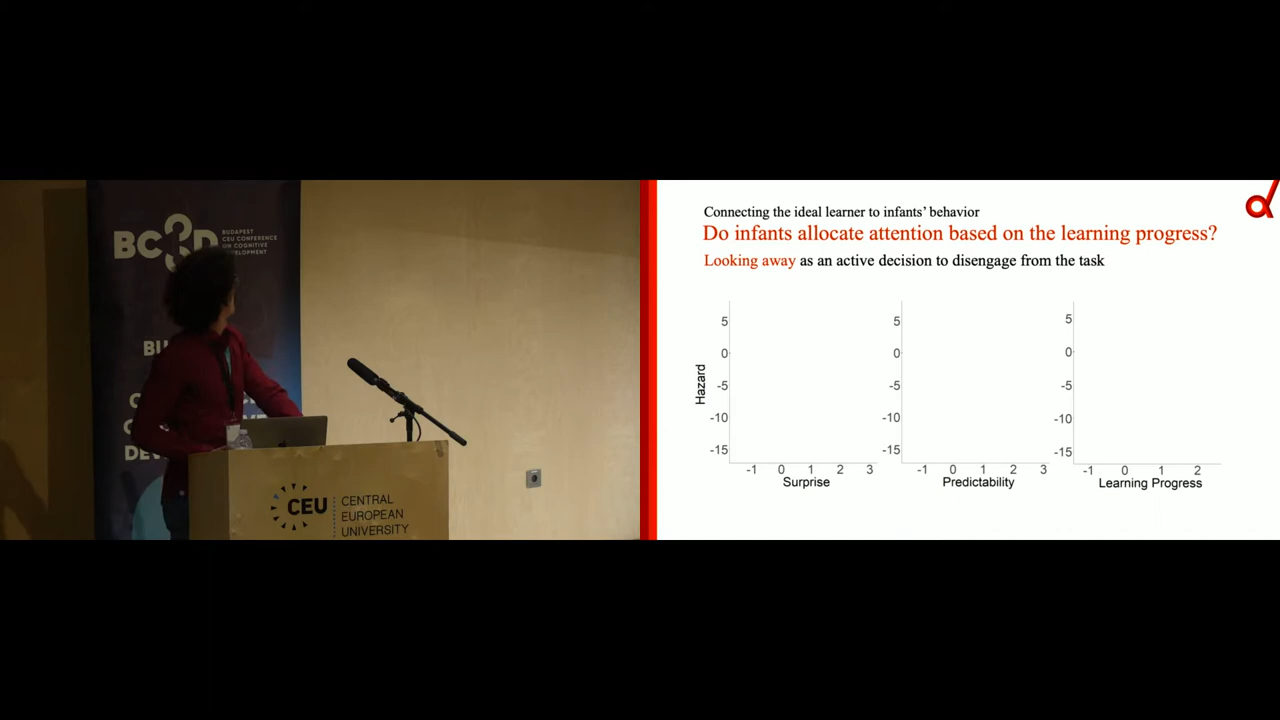 BC3D
BUDAPEST
CEU CONFERENCE
ON COGNITIVE
DEVELOPMENT
BU
DEV
CEU
CENTRAL
EUROPEAN
UNIVERSITY
Connecting the ideal learner to infants' behavior
Do infants allocate attention based on the learning progress?
Looking away as an active decision to disengage from the task
Hazard
5
0
-5
-10
-15
-1 0 1 2 3
Surprise
5
0
-5
-10
-15
-1 0 1 2 3
Predictability
5
0
-5
-10
-15
-1 0 1 2
Learning Progress